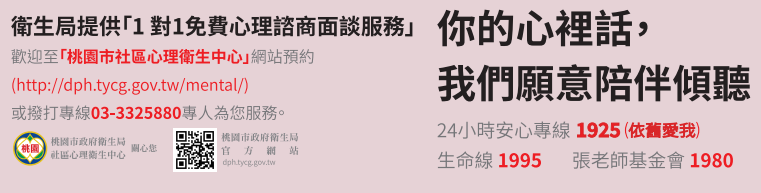 衛生局提供「1 對1免費心理諮商面談服務」
歡迎至「桃園市社區心理衛生中心」網站預約
(http://dph.tycg.gov.tw/mental/)
或撥打專線03-3325880專人為您服務。
桃園
桃園市政府衛生局
社區心理衛生中心
關心您
桃園市政府衛生局
官方網站
dph.tycg.gov.tw
你的心裡話，
我們願意陪伴傾聽
24小時安心專線 1925 (依舊愛我)
生命線 1995 張老師基金會 1980